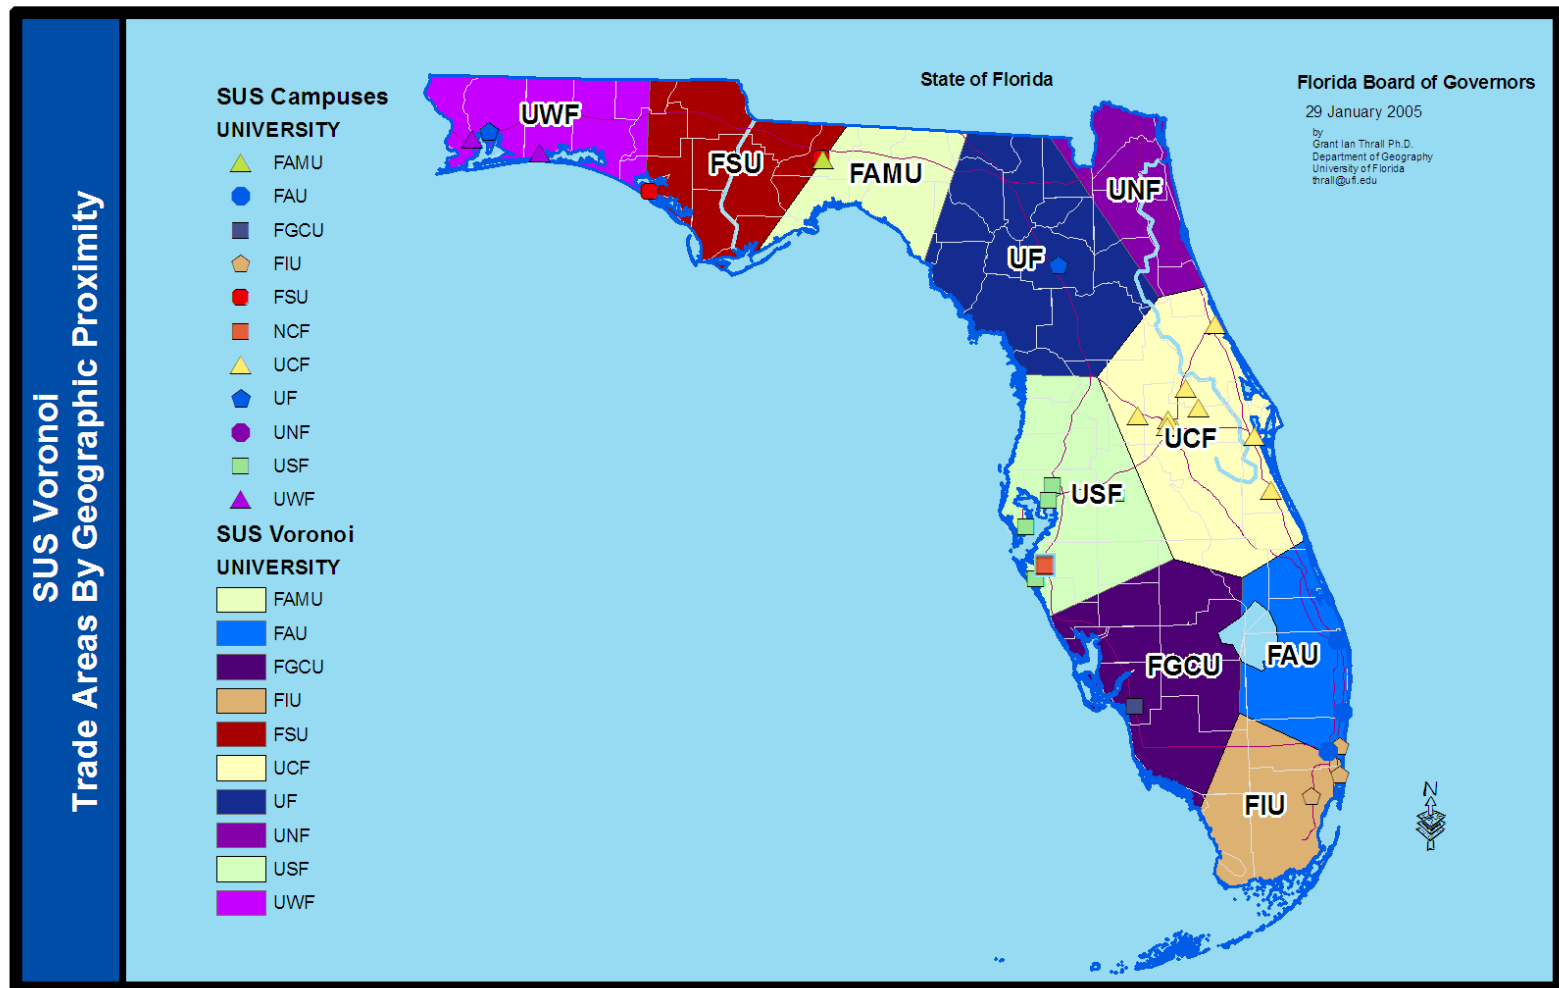 SUS Voronoi
Trade Areas By Geographic Proximity
State of Florida
Florida Board of Governors
29 January 2005
by
Grant Ian Thrall Ph.D.
Department of Geography
University of Florida
thrall@ufl.edu
SUS Campuses
UNIVERSITY
FAMU
FAU
FGCU
FIU
FSU
NCF
UCF
UF
UNF
USF
UWF
SUS Voronoi
UNIVERSITY
FAMU
FAU
FGCU
FIU
FSU
UCF
UF
UNF
USF
UWF
UWF
FSU
FAMU
UNF
UF
UCF
USF
FGCU
FAU
FIU
N